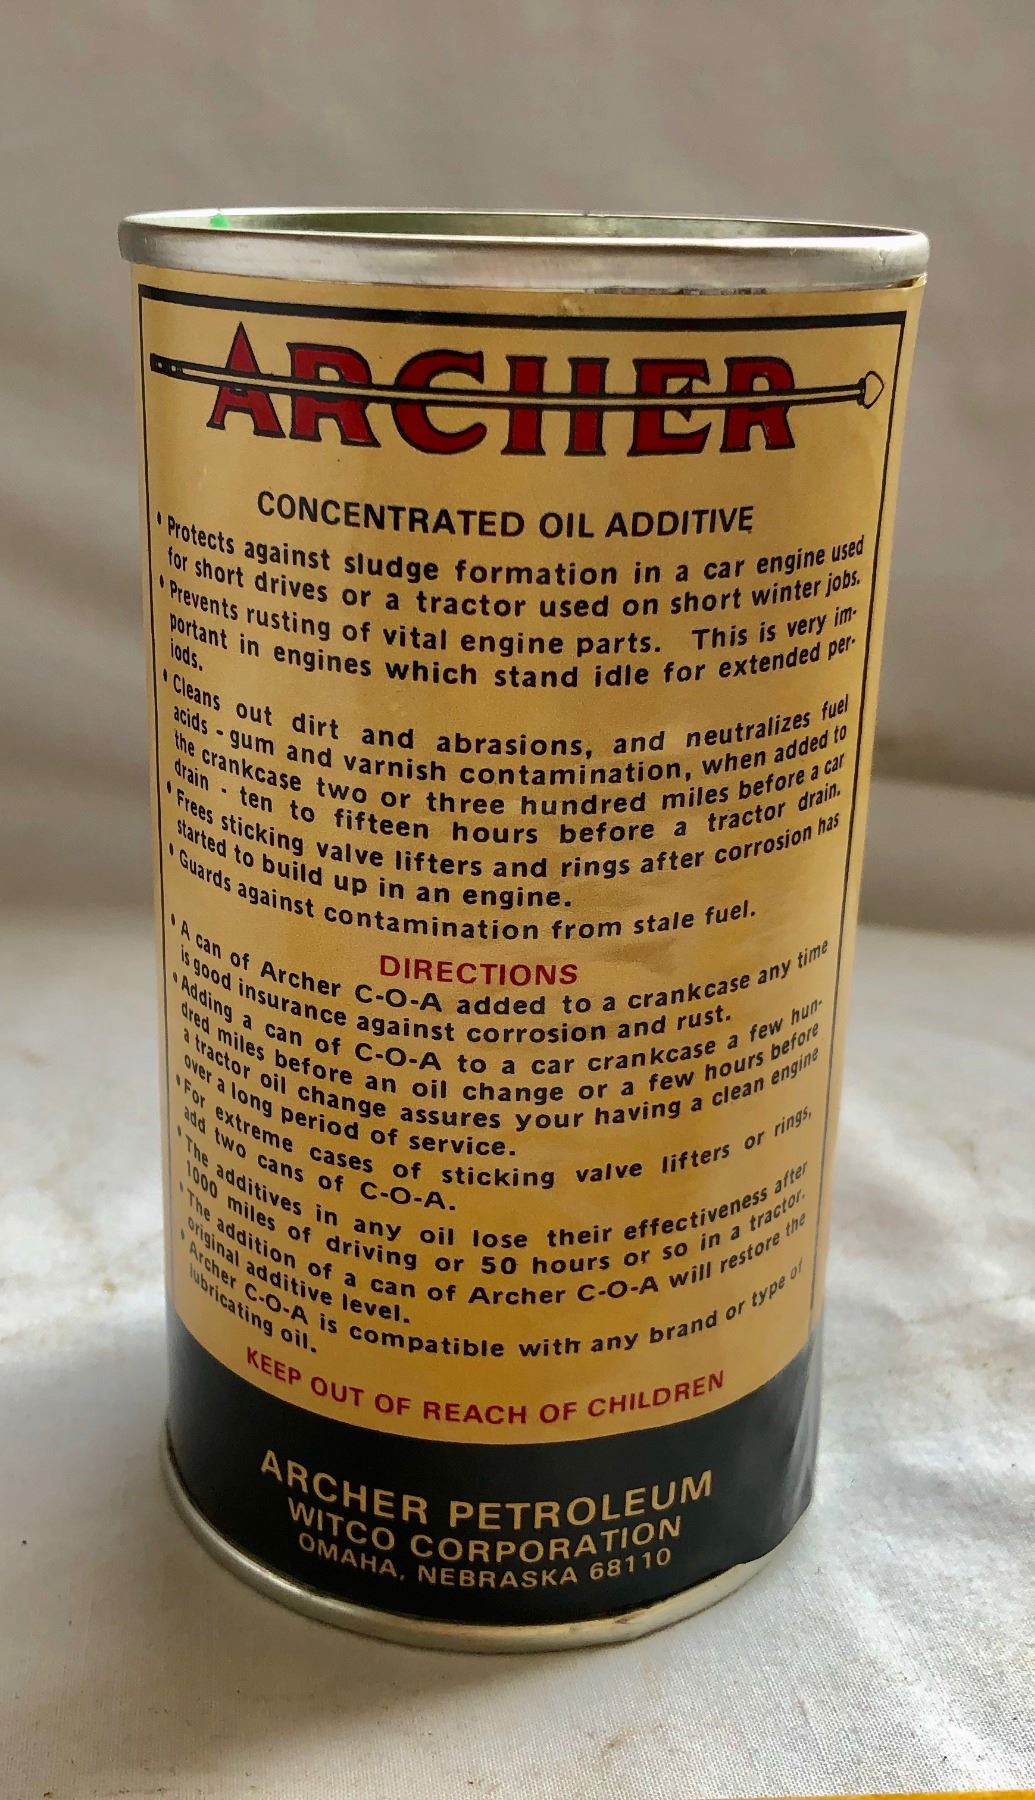 ARCHER
CONCENTRATED OIL ADDITIVE
• Protects against sludge formation in a car engine used
for short drives or a tractor used on short winter jobs.
• Prevents rusting of vital engine parts. This is very im-
portant in engines which stand idle for extended per-
iods.
• Cleans out dirt and abrasions, and neutralizes fuel
acids - gum and varnish contamination, when added to
the crankcase two or three hundred miles before a car
drain - ten to fifteen hours before a tractor drain.
• Frees sticking valve lifters and rings after corrosion has
started to build up in an engine.
• Guards against contamination from stale fuel.
DIRECTIONS
• A can of Archer C-O-A added to a crankcase any time
is good insurance against corrosion and rust.
• Adding a can of C-O-A to a car crankcase a few hun-
dred miles before an oil change or a few hours before
a tractor oil change assures your having a clean engine
over a long period of service.
• For extreme cases of sticking valve lifters or rings,
add two cans of C-O-A.
• The additives in any oil lose their effectiveness after
1000 miles of driving or 50 hours or so in a tractor.
• The addition of a can of Archer C-O-A will restore the
original additive level.
• Archer C-O-A is compatible with any brand or type of
lubricating oil.
KEEP OUT OF REACH OF CHILDREN
ARCHER PETROLEUM
WITCO CORPORATION
OMAHA, NEBRASKA 68110